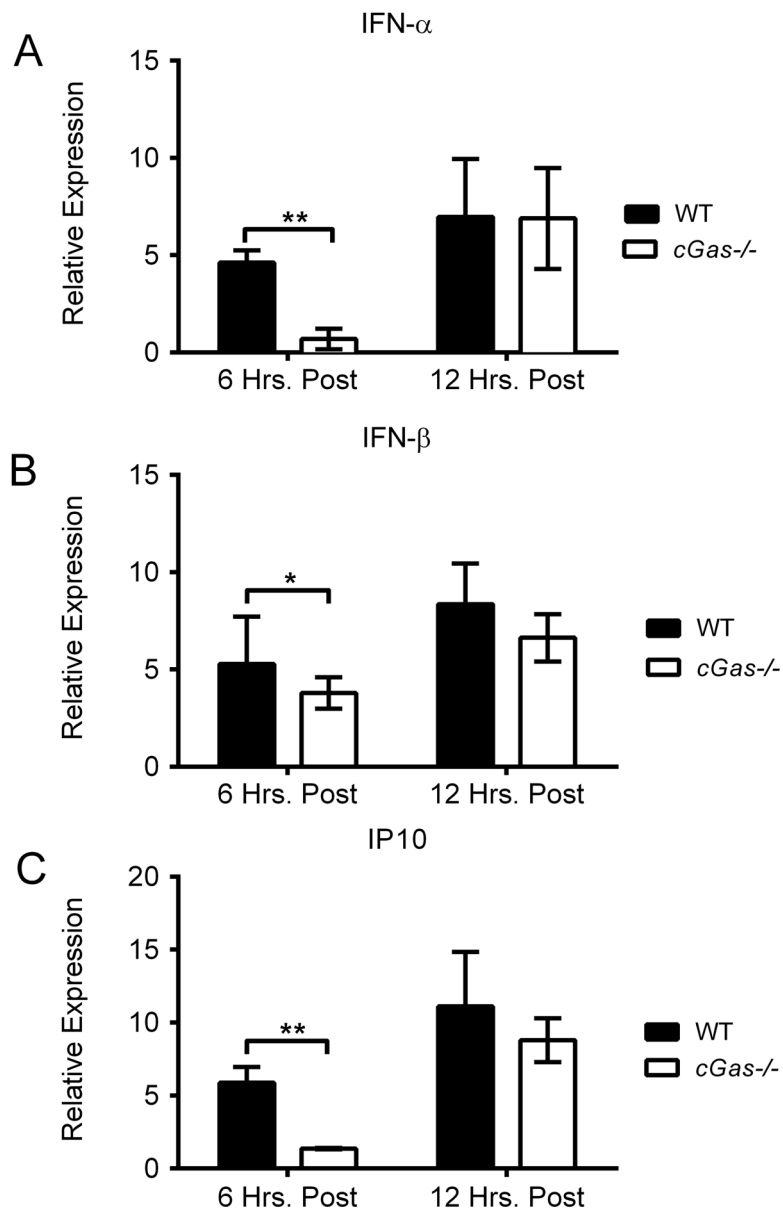 A
IFN-α
Relative Expression
15
10
5
0
**
6 Hrs. Post
12 Hrs. Post
WT
cGas-/-
B
IFN-β
Relative Expression
15
10
5
0
*
6 Hrs. Post
12 Hrs. Post
WT
cGas-/-
C
IP10
Relative Expression
20
15
10
5
0
**
6 Hrs. Post
12 Hrs. Post
WT
cGas-/-